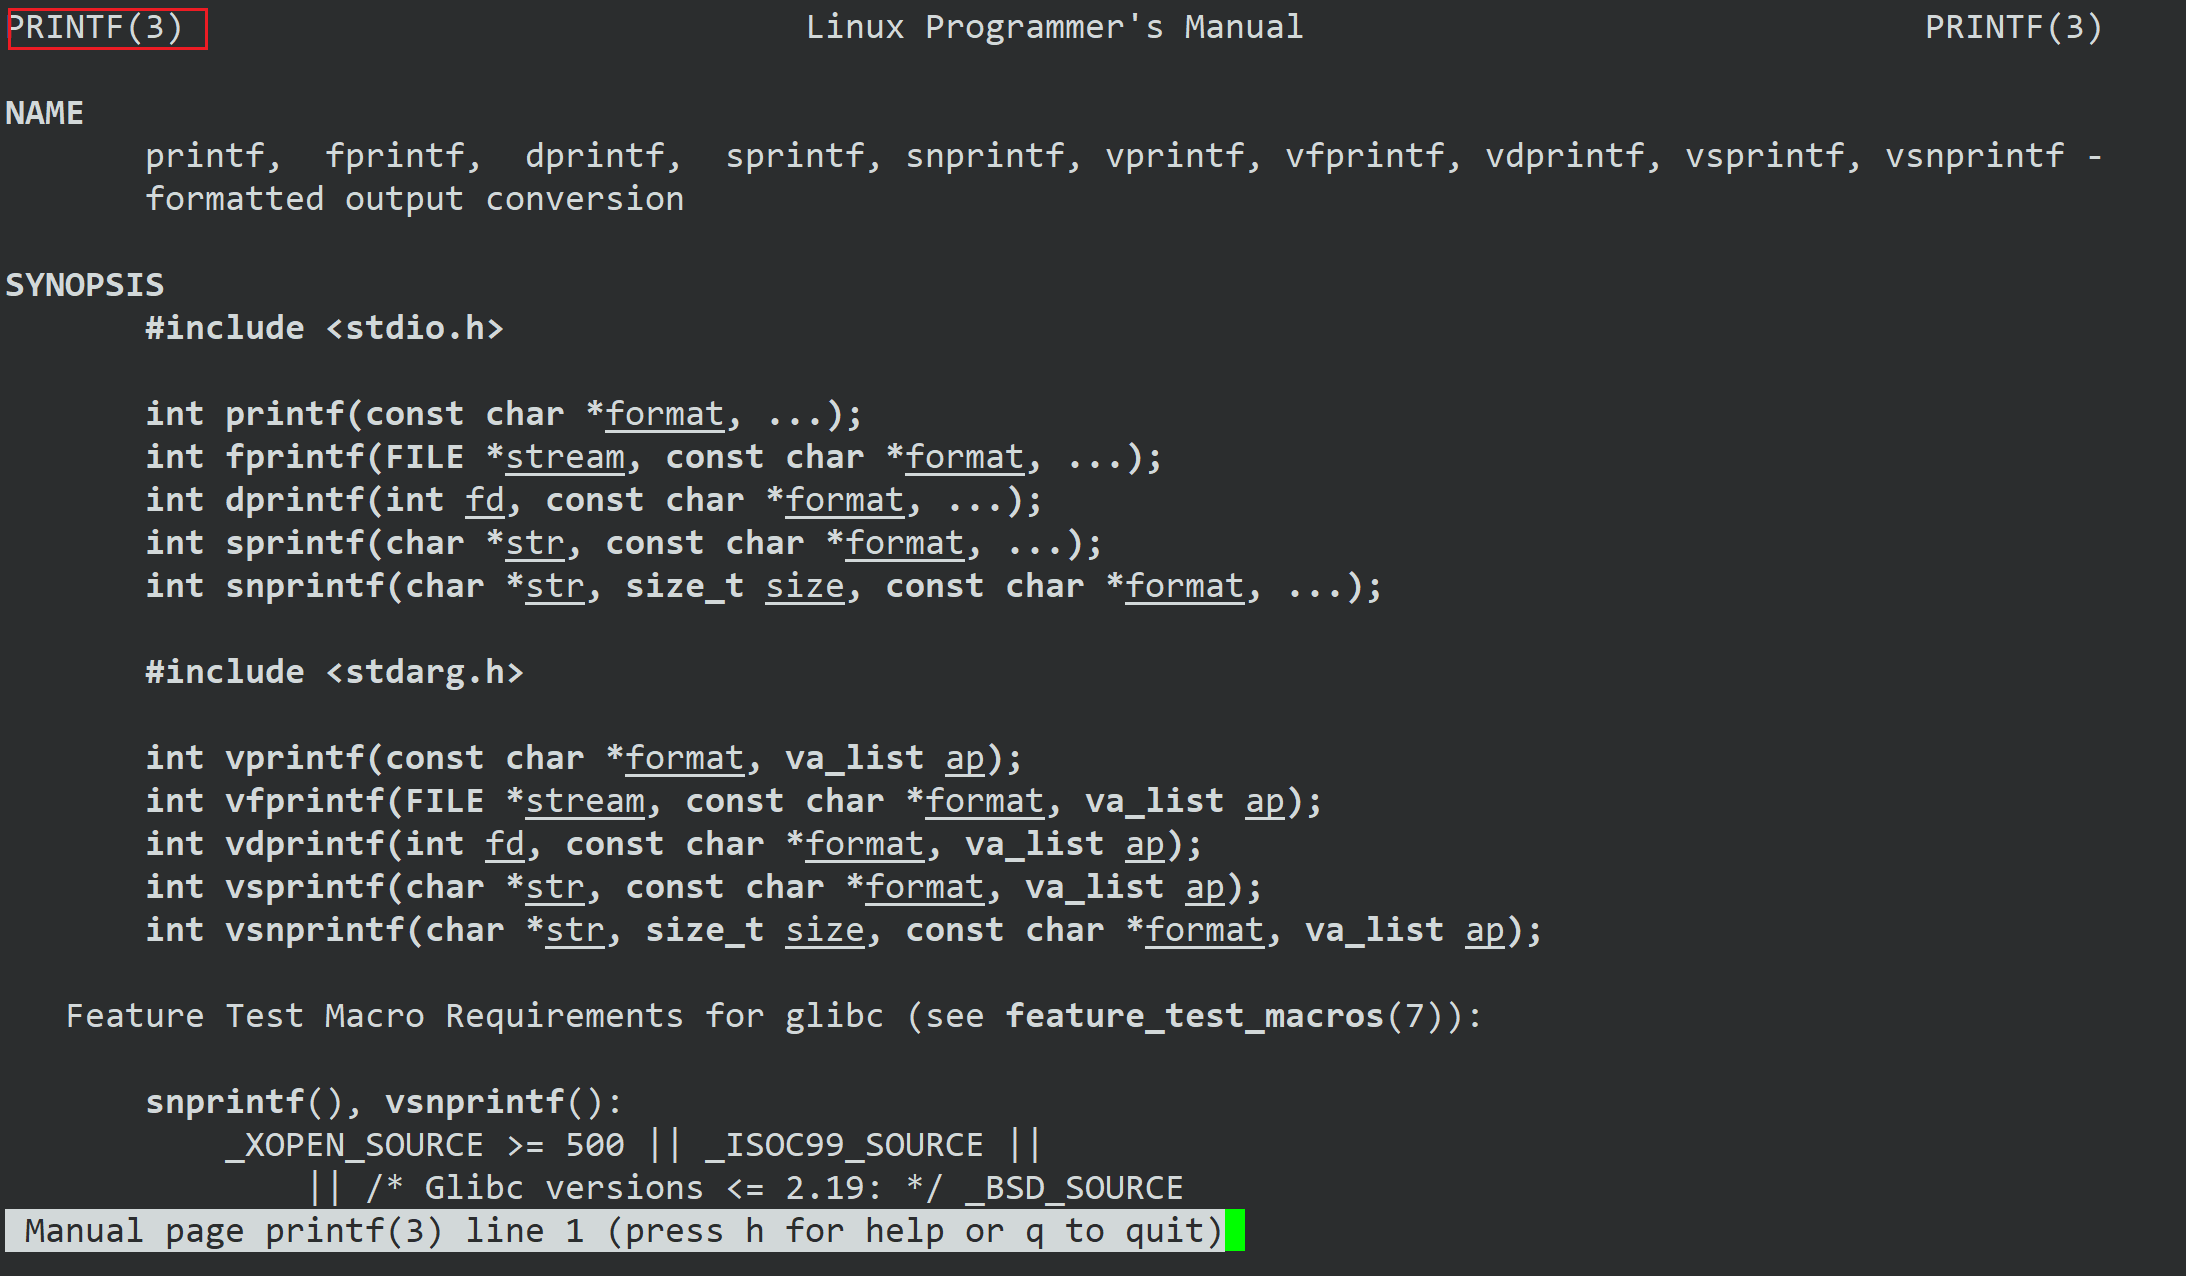 PRINTF(3) Linux Programmer's Manual PRINTF(3)
NAME
printf, fprintf, dprintf, sprintf, snprintf, vprintf, vfprintf, vdprintf, vsprintf, vsnprintf -
formatted output conversion
SYNOPSIS
#include <stdio.h>
int printf(const char *format, ...);
int fprintf(FILE *stream, const char *format, ...);
int dprintf(int fd, const char *format, ...);
int sprintf(char *str, const char *format, ...);
int snprintf(char *str, size_t size, const char *format, ...);
#include <stdarg.h>
int vprintf(const char *format, va_list ap);
int vfprintf(FILE *stream, const char *format, va_list ap);
int vdprintf(int fd, const char *format, va_list ap);
int vsprintf(char *str, const char *format, va_list ap);
int vsnprintf(char *str, size_t size, const char *format, va_list ap);
Feature Test Macro Requirements for glibc (see feature_test_macros(7)):
snprintf(), vsnprintf():
_XOPEN_SOURCE >= 500 || _ISOC99_SOURCE ||
|| /* Glibc versions <= 2.19: */ _BSD_SOURCE
Manual page printf(3) line 1 (press h for help or q to quit)